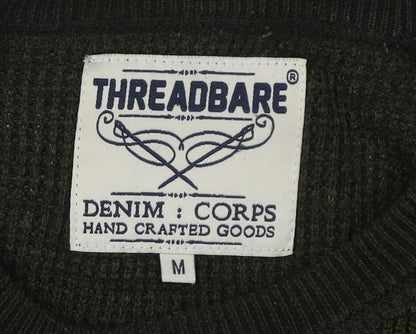 THREADBARE®
DENIM : CORPS
HAND CRAFTED GOODS
M